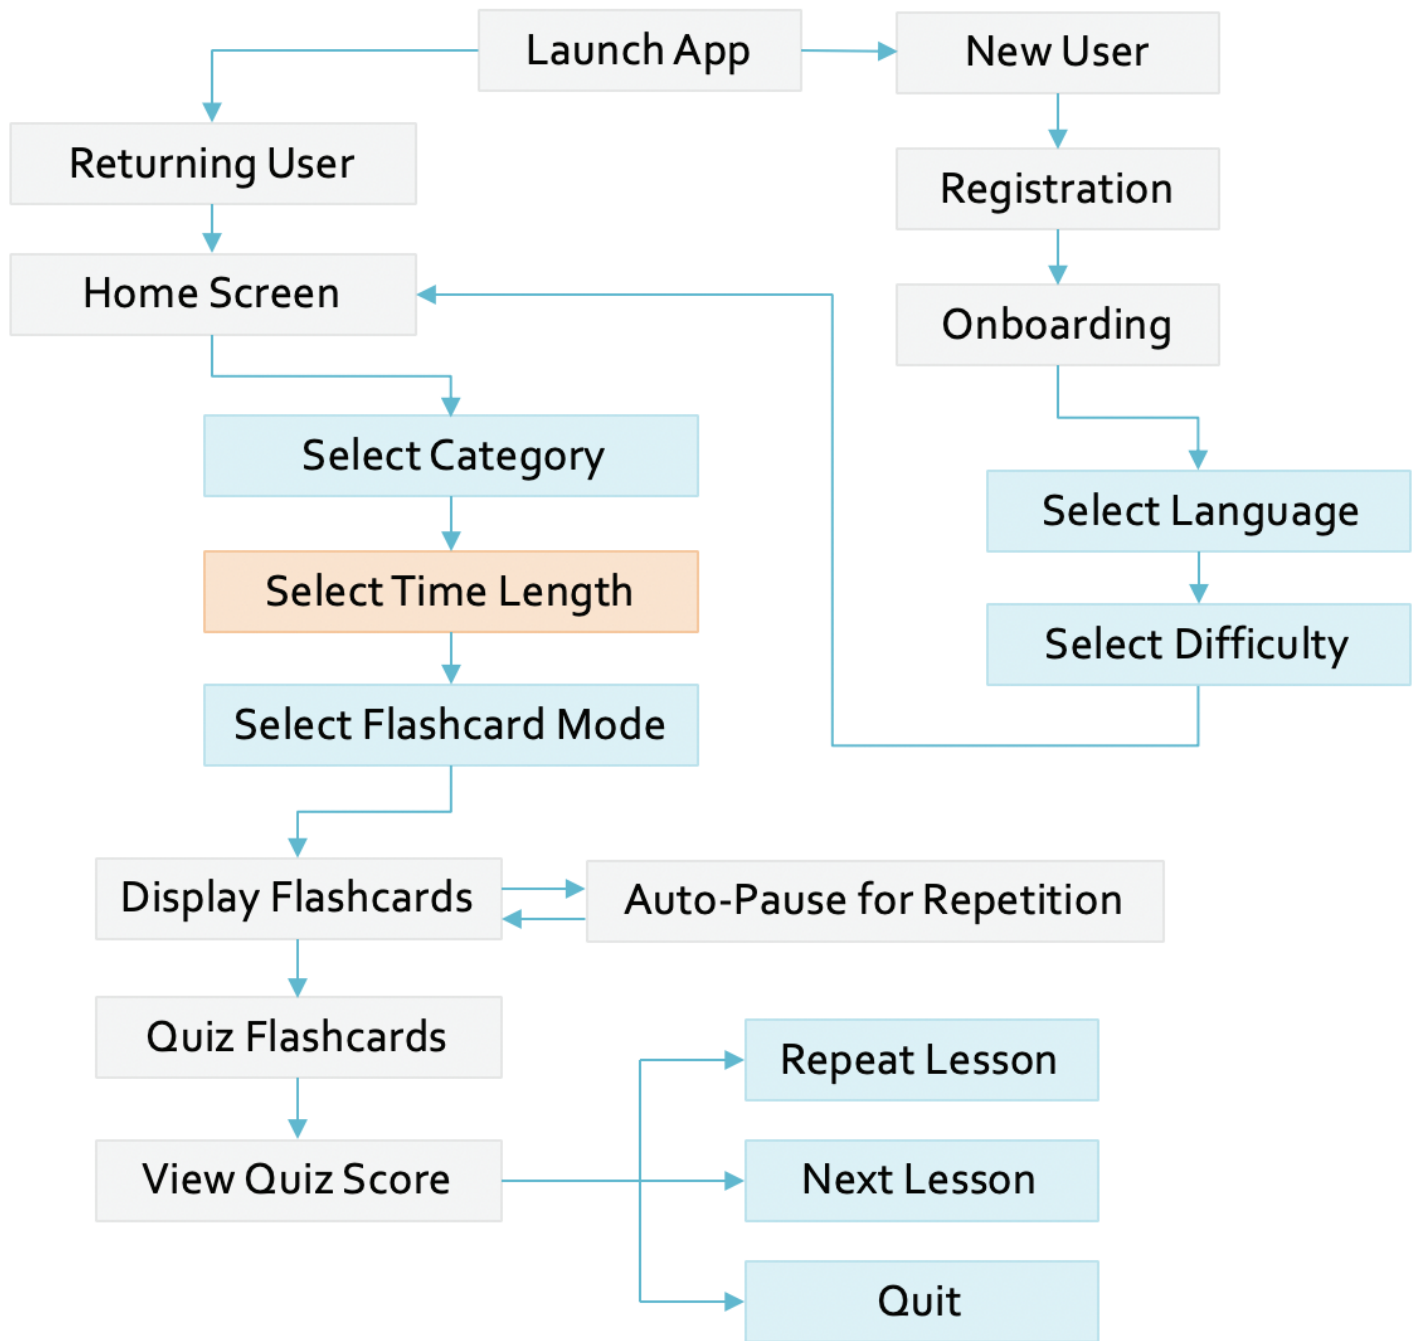 Launch App
New User
Returning User
Registration
Home Screen
Onboarding
Select Category
Select Language
Select Time Length
Select Difficulty
Select Flashcard Mode
Display Flashcards
Auto-Pause for Repetition
Quiz Flashcards
Repeat Lesson
View Quiz Score
Next Lesson
Quit